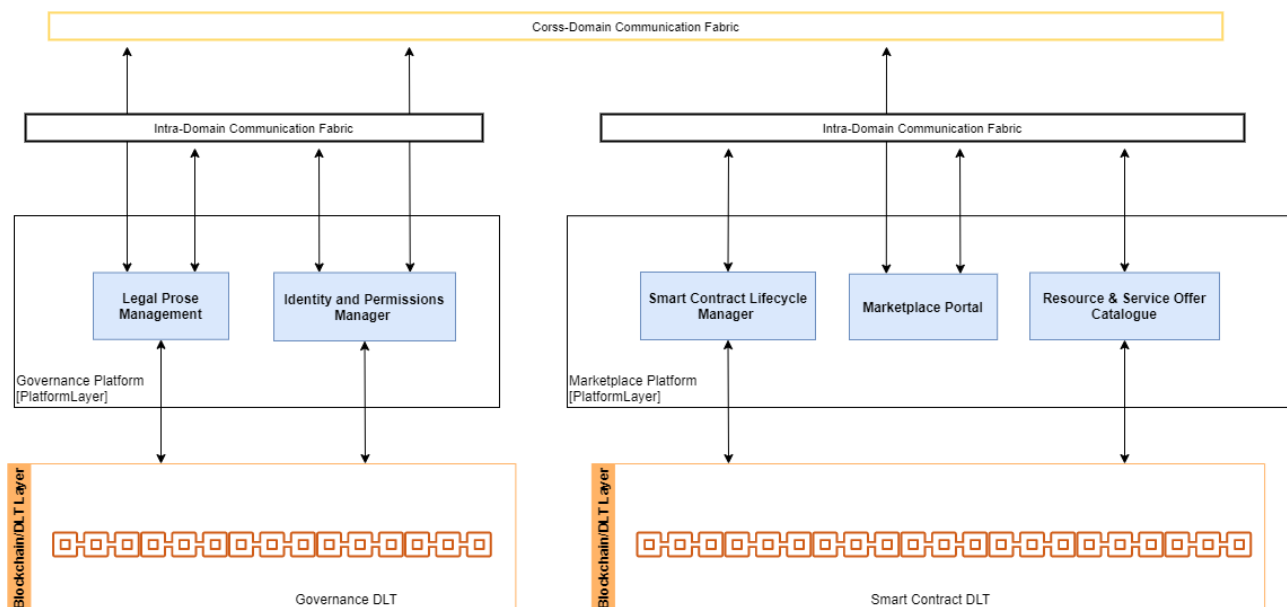 Corss-Domain Communication Fabric
Intra-Domain Communication Fabric
Intra-Domain Communication Fabric
Legal Prose
Management
Identity and Permissions
Manager
Smart Contract Lifecycle
Manager
Marketplace Portal
Resource & Service Offer
Catalogue
Governance Platform
[PlatformLayer]
Marketplace Platform
[PlatformLayer]
Blockchain/DLT Layer
Governance DLT
Blockchain/DLT Layer
Smart Contract DLT